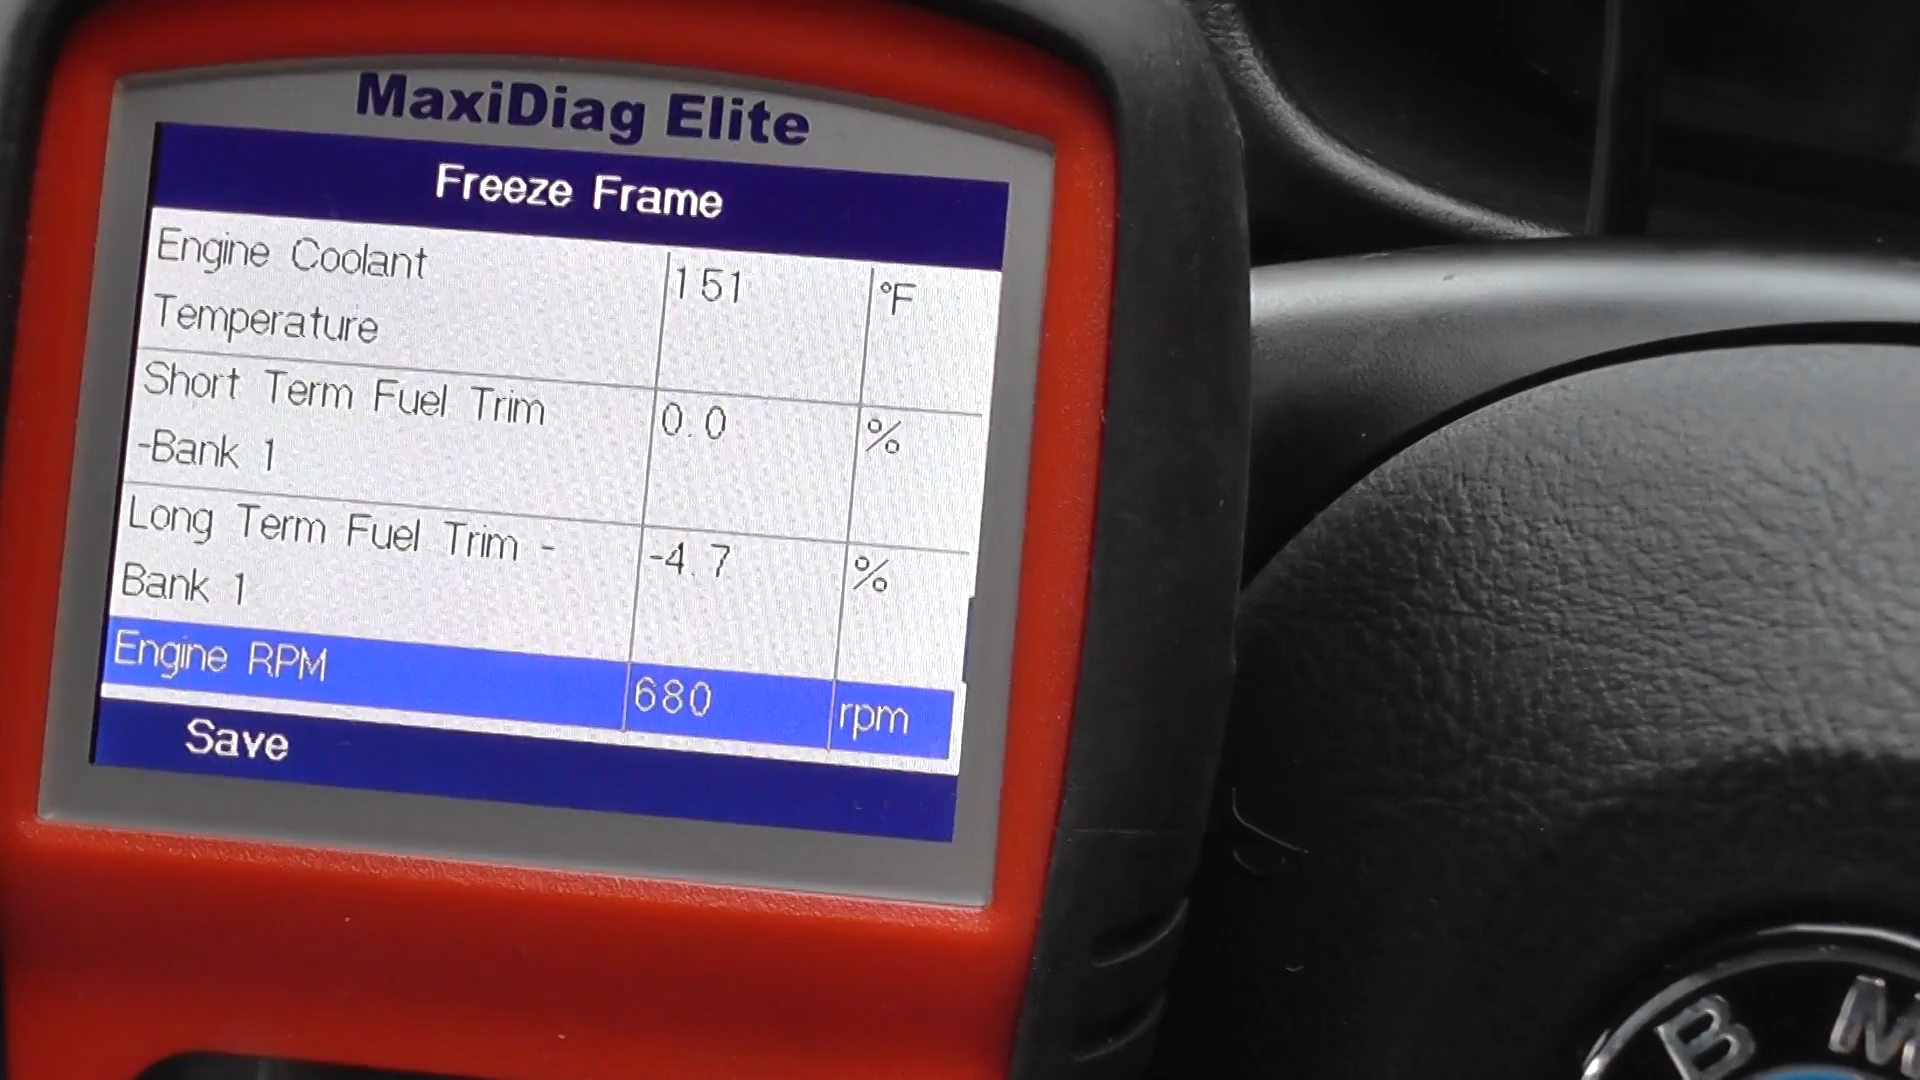 MaxiDiag Elite
Freeze Frame
Engine Coolant
Temperature
151 °F
Short Term Fuel Trim
-Bank 1
0.0 %
Long Term Fuel Trim -
Bank 1
-4.7 %
Engine RPM 680 rpm
Save
BM